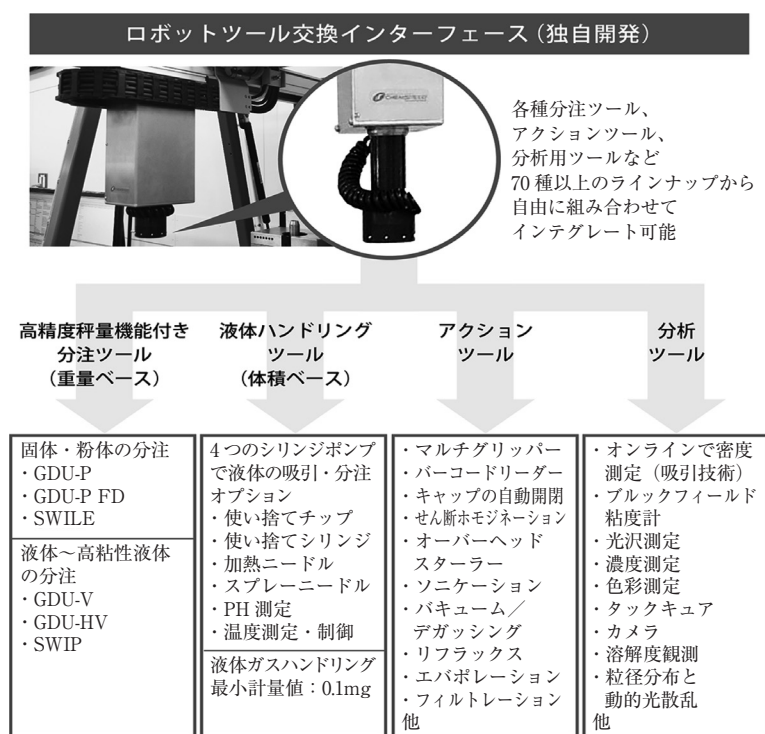 ロボットツール交換インターフェース（独自開発）
CHEMSPEED
各種分注ツール、
アクションツール、
分析用ツールなど
70 種以上のラインナップから
自由に組み合わせて
インテグレート可能
高精度秤量機能付き
分注ツール
（重量ベース）
固体・粉体の分注
・GDU-P
・GDU-P FD
・SWILE
液体～高粘性液体
の分注
・GDU-V
・GDU-HV
・SWIP
液体ハンドリング
ツール
（体積ベース）
4 つのシリンジポンプ
で液体の吸引・分注
オプション
・使い捨てチップ
・使い捨てシリンジ
・加熱ニードル
・スプレーニードル
・PH 測定
・温度測定・制御
液体ガスハンドリング
最小計量値：0.1mg
アクション
ツール
・マルチグリッパー
・バーコードリーダー
・キャップの自動開閉
・せん断ホモジネーション
・オーバーヘッド
スターラー
・ソニケーション
・バキューム／
デガッシング
・リフラックス
・エバポレーション
・フィルトレーション
他
分析
ツール
・オンラインで密度
測定（吸引技術）
・ブルックフィールド
粘度計
・光沢測定
・濃度測定
・色彩測定
・タックキュア
・カメラ
・溶解度観測
・粒径分布と
動的光散乱
他